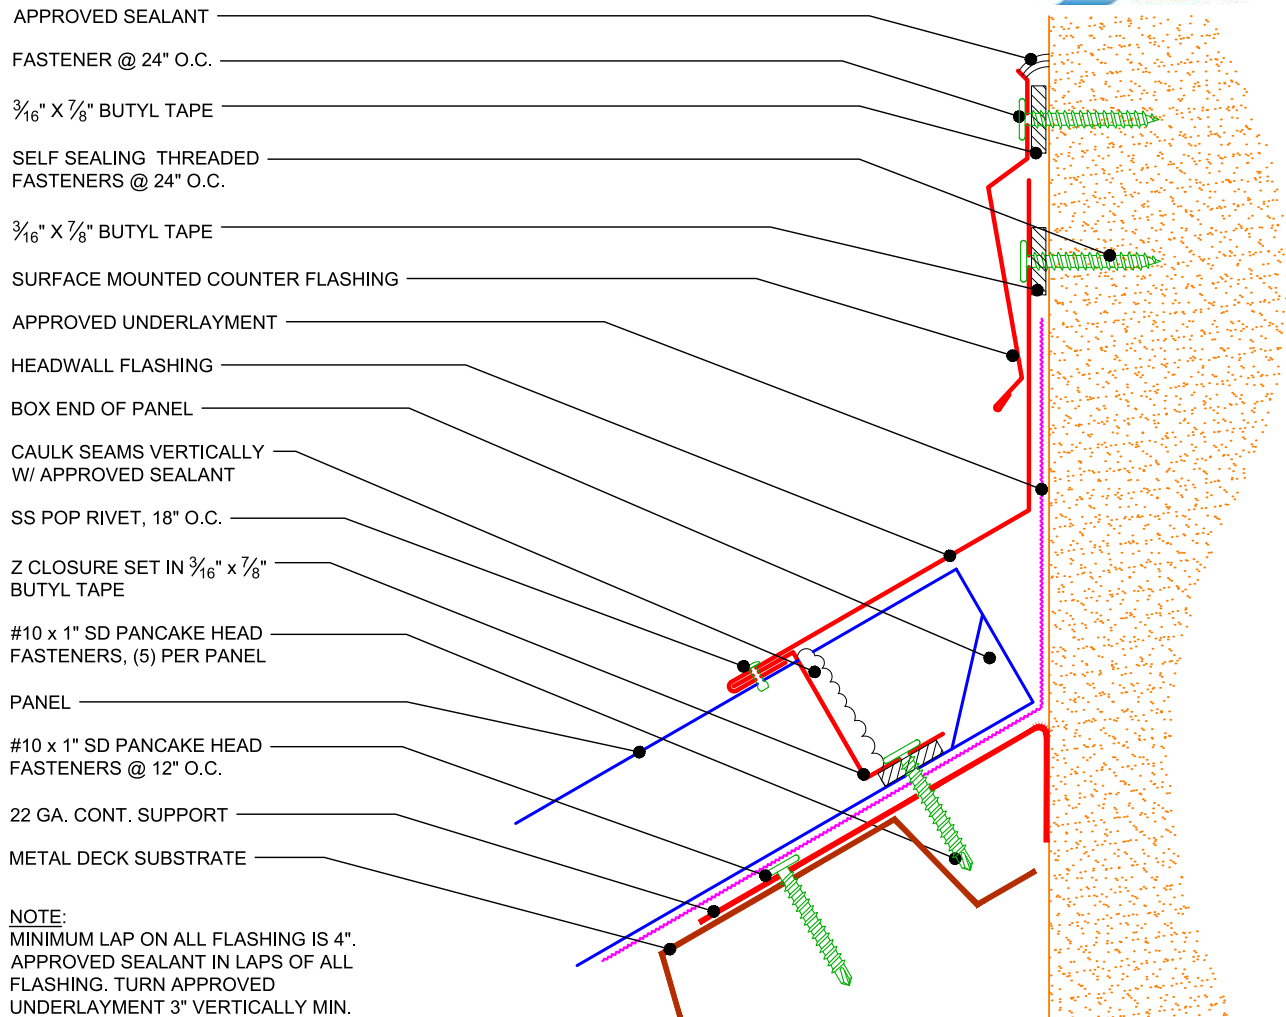 APPROVED SEALANT
FASTENER @ 24" O.C.
3/16" X 7/8" BUTYL TAPE
SELF SEALING THREADED
FASTENERS @ 24" O.C.
3/16" X 7/8" BUTYL TAPE
SURFACE MOUNTED COUNTER FLASHING
APPROVED UNDERLAYMENT
HEADWALL FLASHING
BOX END OF PANEL
CAULK SEAMS VERTICALLY
W/ APPROVED SEALANT
SS POP RIVET, 18" O.C.
Z CLOSURE SET IN 3/16" x 7/8"
BUTYL TAPE
#10 x 1" SD PANCAKE HEAD
FASTENERS, (5) PER PANEL
PANEL
#10 x 1" SD PANCAKE HEAD
FASTENERS @ 12" O.C.
22 GA. CONT. SUPPORT
METAL DECK SUBSTRATE
NOTE:
MINIMUM LAP ON ALL FLASHING IS 4".
APPROVED SEALANT IN LAPS OF ALL
FLASHING. TURN APPROVED
UNDERLAYMENT 3" VERTICALLY MIN.